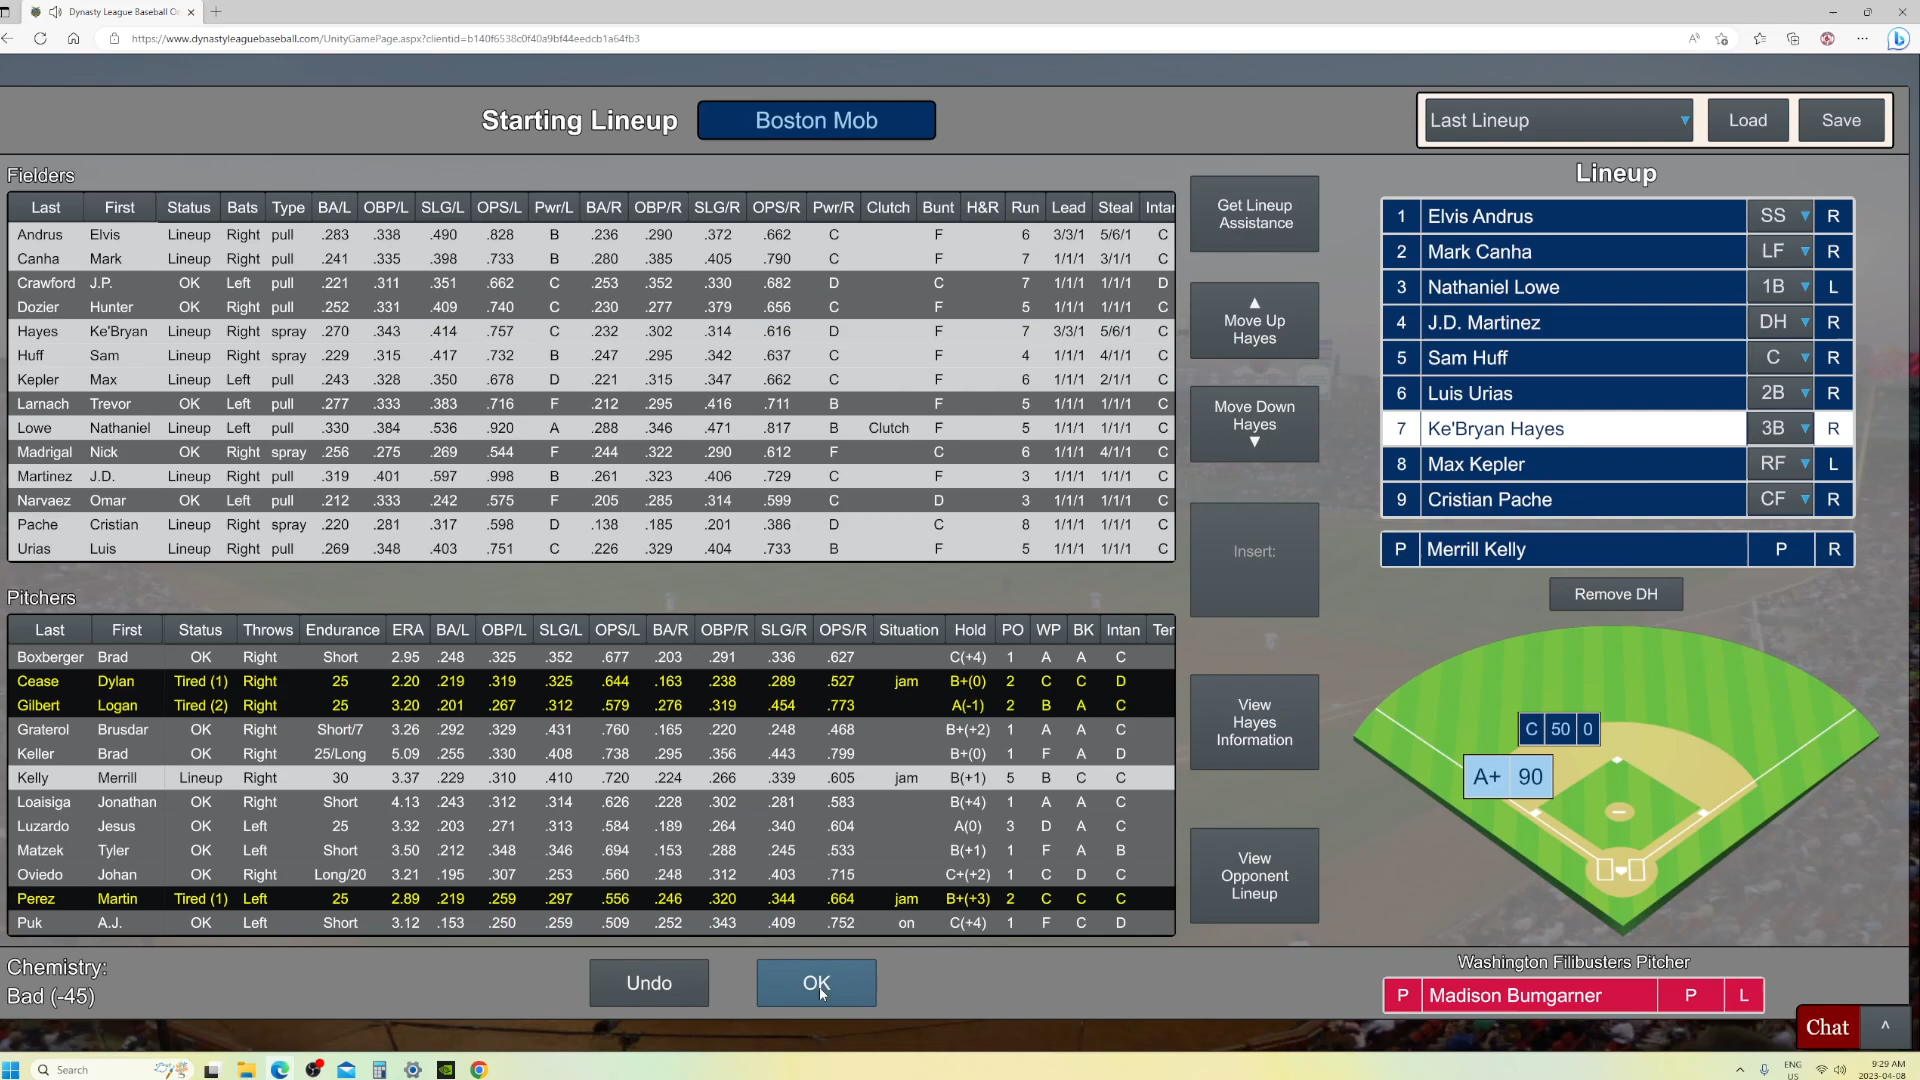 Dynasty League Baseball On
https://www.dynastyleaguebaseball.com/UnityGamePage.aspx?clientid=b140f6538c0f40a9bf44eedcb1a64fb3
Starting Lineup Boston Mob Last Lineup Load Save
Fielders
Last First Status Bats Type BA/L OBP/L SLG/L OPS/L Pwr/L BA/R OBP/R SLG/R OPS/R Pwr/R Clutch Bunt H&R Run Lead Steal Intan
Andrus Elvis Lineup Right pull .283 .338 .490 .828 B .236 .290 .372 .662 C F 6 3/3/1 5/6/1 C
Canha Mark Lineup Right pull .241 .335 .398 .733 B .280 .385 .405 .790 C F 7 1/1/1 3/1/1 C
Crawford J.P. OK Left pull .221 .311 .351 .662 C .253 .352 .330 .682 D C 7 1/1/1 1/1/1 D
Dozier Hunter OK Right pull .252 .331 .409 .740 C .230 .277 .379 .656 C F 5 1/1/1 1/1/1 C
Hayes Ke'Bryan Lineup Right spray .270 .343 .414 .757 C .232 .302 .314 .616 D F 7 3/3/1 5/6/1 C
Huff Sam Lineup Right spray .229 .315 .417 .732 B .247 .295 .342 .637 C F 4 1/1/1 4/1/1 C
Kepler Max Lineup Left pull .243 .328 .350 .678 D .221 .315 .347 .662 C F 6 1/1/1 2/1/1 C
Larnach Trevor OK Left pull .277 .333 .383 .716 F .212 .295 .416 .711 B F 5 1/1/1 1/1/1 C
Lowe Nathaniel Lineup Left pull .330 .384 .536 .920 A .288 .346 .471 .817 B Clutch F 5 1/1/1 1/1/1 C
Madrigal Nick OK Right spray .256 .275 .269 .544 F .244 .322 .290 .612 F C 6 1/1/1 4/1/1 C
Martinez J.D. Lineup Right pull .319 .401 .597 .998 B .261 .323 .406 .729 C F 3 1/1/1 1/1/1 C
Narvaez Omar OK Left pull .212 .333 .242 .575 F .205 .285 .314 .599 C D 3 1/1/1 1/1/1 C
Pache Cristian Lineup Right spray .220 .281 .317 .598 D .138 .185 .201 .386 D C 8 1/1/1 1/1/1 C
Urias Luis Lineup Right pull .269 .348 .403 .751 C .226 .329 .404 .733 B F 5 1/1/1 1/1/1 C
Pitchers
Last First Status Throws Endurance ERA BA/L OBP/L SLG/L OPS/L BA/R OBP/R SLG/R OPS/R Situation Hold PO WP BK Intan Ter
Boxberger Brad OK Right Short 2.95 .248 .325 .352 .677 .203 .291 .336 .627 C(+4) 1 A A C
Cease Dylan Tired (1) Right 25 2.20 .219 .319 .325 .644 .163 .238 .289 .527 jam B+(0) 2 C C D
Gilbert Logan Tired (2) Right 25 3.20 .201 .267 .312 .579 .276 .319 .454 .773 A(-1) 2 B A C
Graterol Brusdar OK Right Short/7 3.26 .292 .329 .431 .760 .165 .220 .248 .468 B+(+2) 1 A A C
Keller Brad OK Right 25/Long 5.09 .255 .330 .408 .738 .295 .356 .443 .799 B+(0) 1 F A D
Kelly Merrill Lineup Right 30 3.37 .229 .310 .410 .720 .224 .266 .339 .605 jam B(+1) 5 B C C
Loaisiga Jonathan OK Right Short 4.13 .243 .312 .314 .626 .228 .302 .281 .583 B(+4) 1 A A C
Luzardo Jesus OK Left 25 3.32 .203 .271 .313 .584 .189 .264 .340 .604 A(0) 3 D A C
Matzek Tyler OK Left Short 3.50 .212 .348 .346 .694 .153 .288 .245 .533 B(+1) 1 F A B
Oviedo Johan OK Right Long/20 3.21 .195 .307 .253 .560 .248 .312 .403 .715 C+(+2) 1 C D C
Perez Martin Tired (1) Left 25 2.89 .219 .259 .297 .556 .246 .320 .344 .664 jam B+(+3) 2 C C C
Puk A.J. OK Left Short 3.12 .153 .250 .259 .509 .252 .343 .409 .752 on C(+4) 1 F C D
Get Lineup
Assistance
Move Up
Hayes
Move Down
Hayes
Insert:
View
Hayes
Information
View
Opponent
Lineup
Lineup
1 Elvis Andrus SS R
2 Mark Canha LF R
3 Nathaniel Lowe 1B L
4 J.D. Martinez DH R
5 Sam Huff C R
6 Luis Urias 2B R
7 Ke'Bryan Hayes 3B R
8 Max Kepler RF L
9 Cristian Pache CF R
P Merrill Kelly P R
Remove DH
C 50 0
A+ 90
Chemistry:
Bad (-45)
Undo OK
Washington Filibusters Pitcher
P Madison Bumgarner P L
Chat ^
Search
ENG
US
9:29 AM
2023-04-08